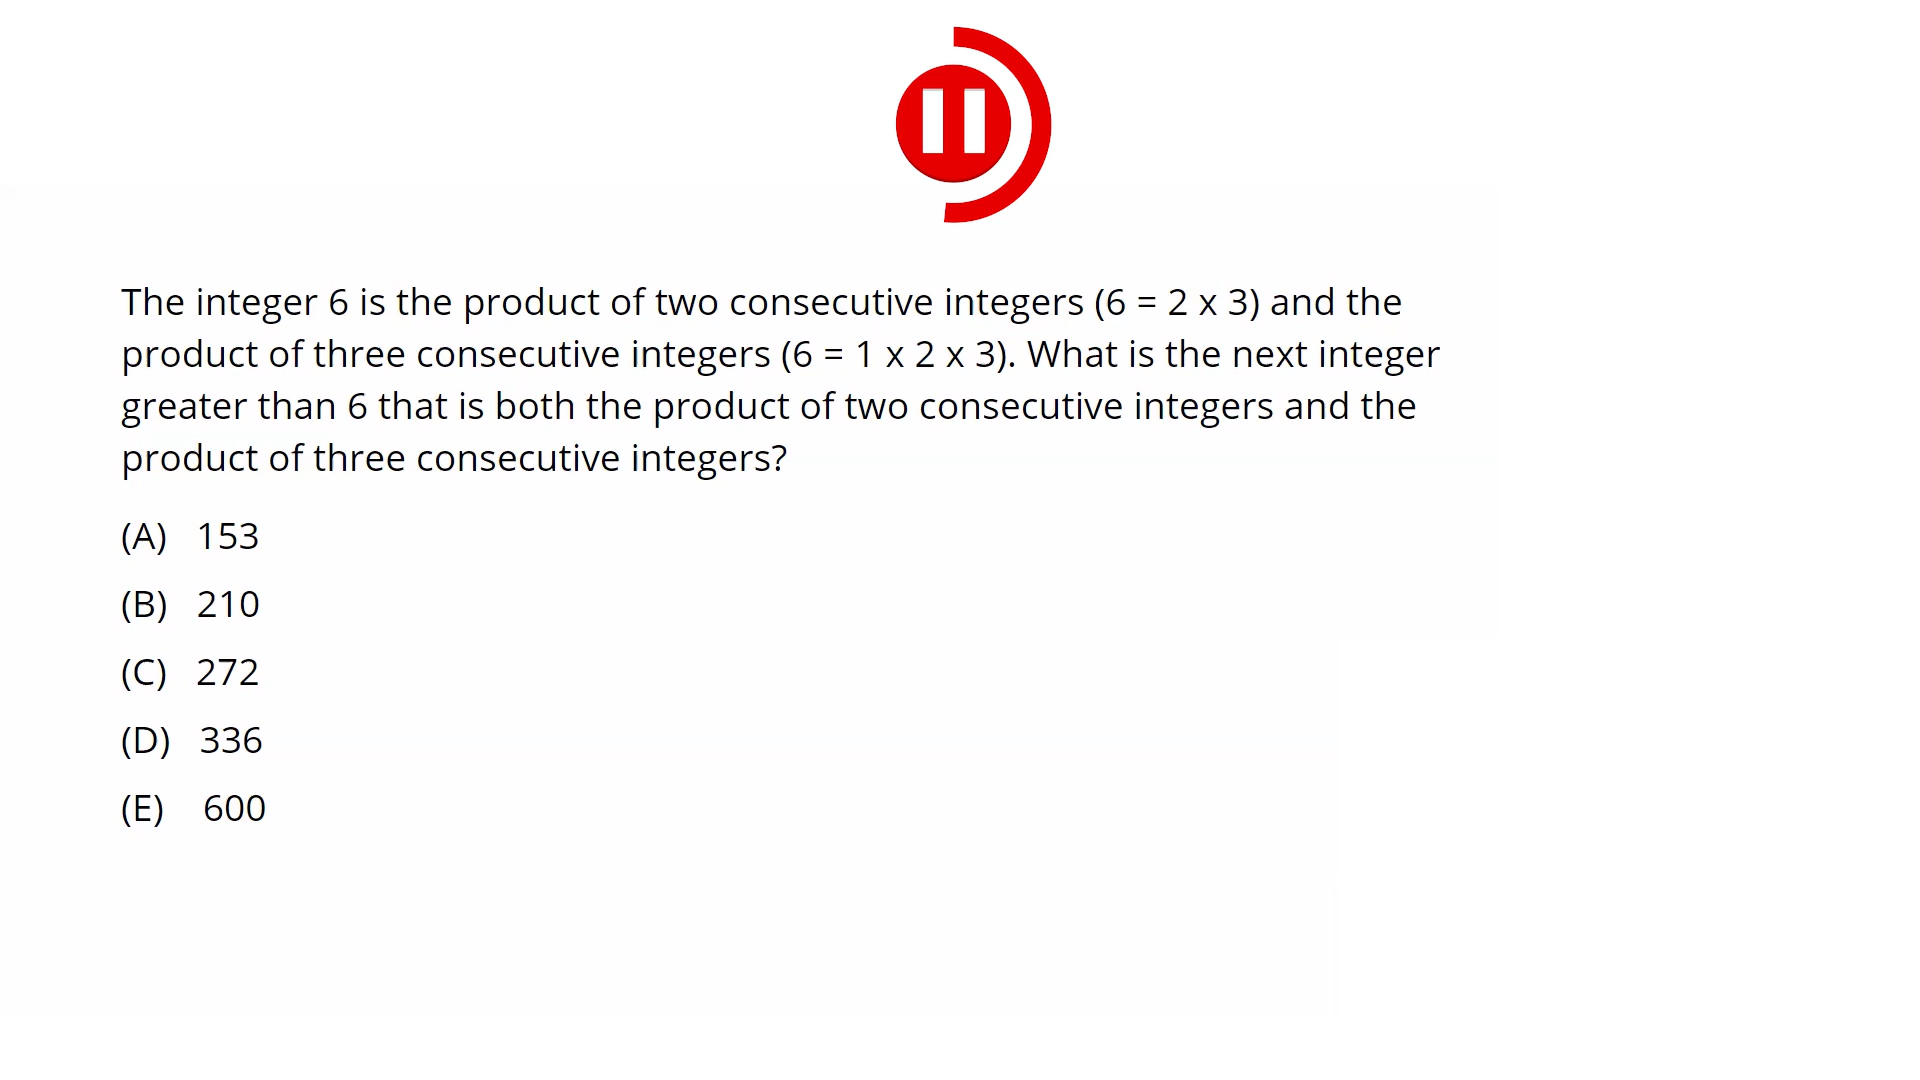 The integer 6 is the product of two consecutive integers (6 = 2 x 3) and the
product of three consecutive integers (6 = 1 x 2 x 3). What is the next integer
greater than 6 that is both the product of two consecutive integers and the
product of three consecutive integers?
(A) 153
(B) 210
(C) 272
(D) 336
(E) 600